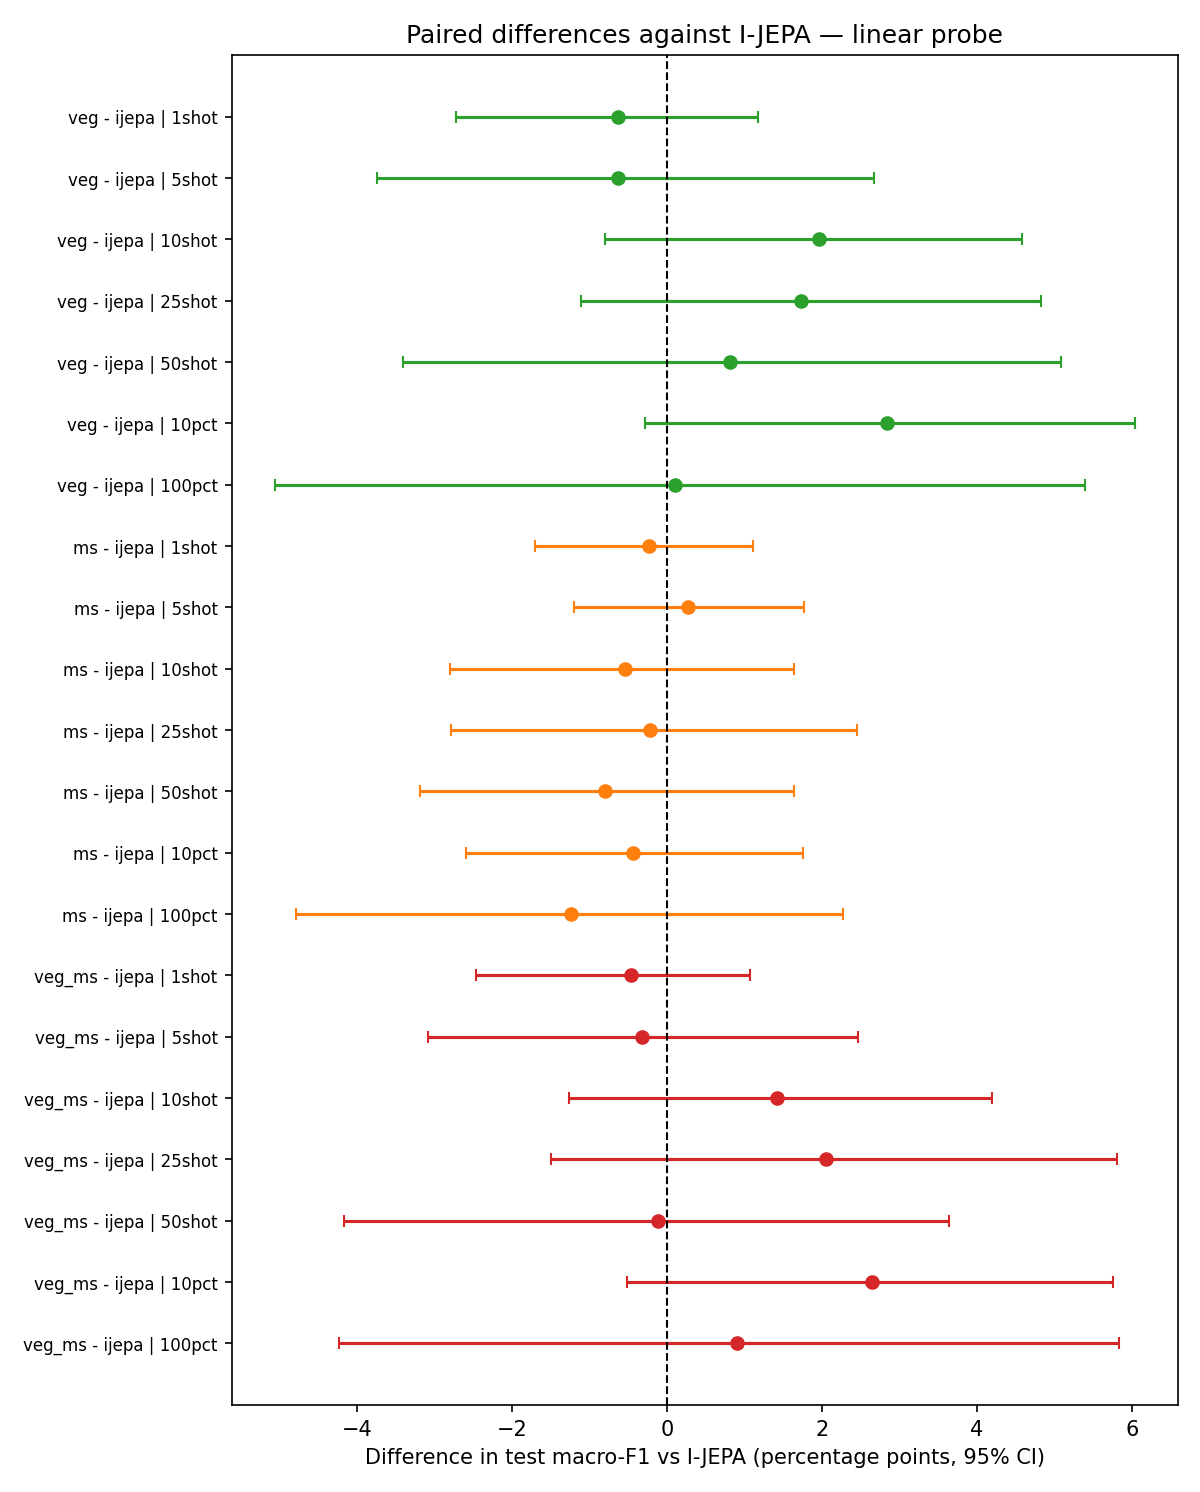 Paired differences against I-JEPA — linear probe
veg - ijepa | 1shot
veg - ijepa | 5shot
veg - ijepa | 10shot
veg - ijepa | 25shot
veg - ijepa | 50shot
veg - ijepa | 10pct
veg - ijepa | 100pct
ms - ijepa | 1shot
ms - ijepa | 5shot
ms - ijepa | 10shot
ms - ijepa | 25shot
ms - ijepa | 50shot
ms - ijepa | 10pct
ms - ijepa | 100pct
veg_ms - ijepa | 1shot
veg_ms - ijepa | 5shot
veg_ms - ijepa | 10shot
veg_ms - ijepa | 25shot
veg_ms - ijepa | 50shot
veg_ms - ijepa | 10pct
veg_ms - ijepa | 100pct
−4 −2 0 2 4 6
Difference in test macro-F1 vs I-JEPA (percentage points, 95% CI)